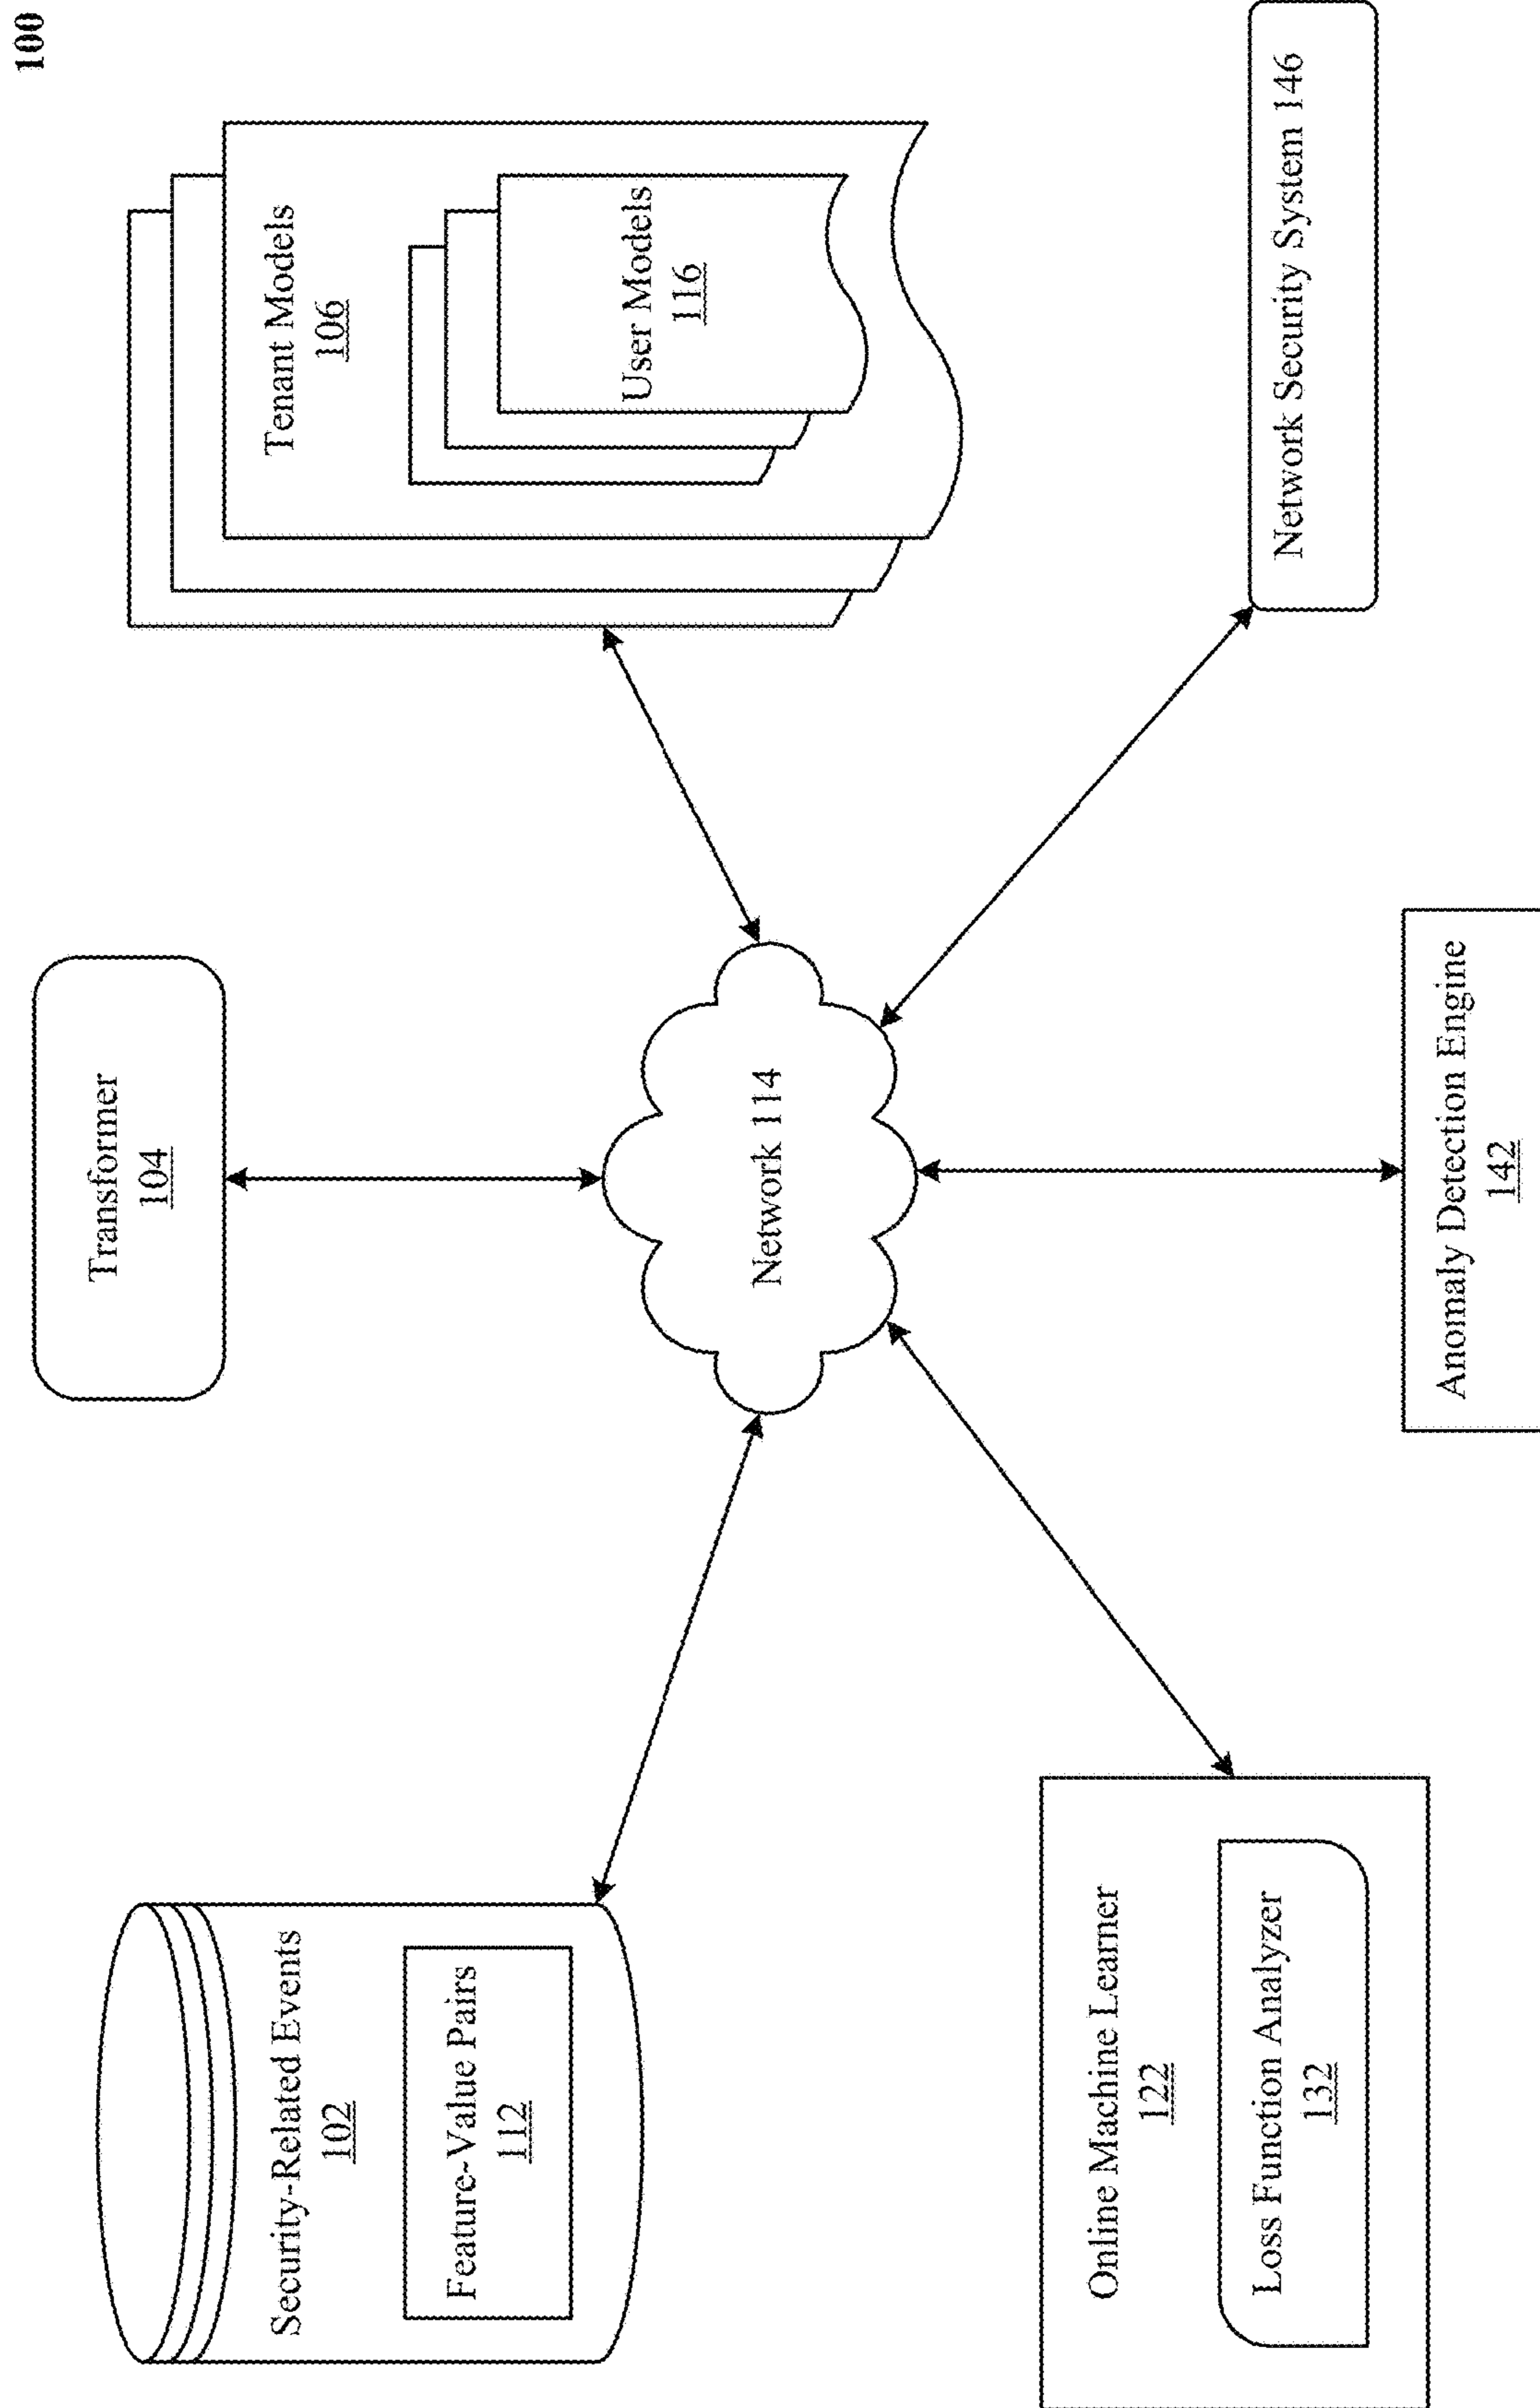 100
Transformer
104
Security-Related Events
102
Feature-Value Pairs
112
Tenant Models
106
User Models
116
Network 114
Online Machine Learner
122
Loss Function Analyzer
132
Anomaly Detection Engine
142
Network Security System 146